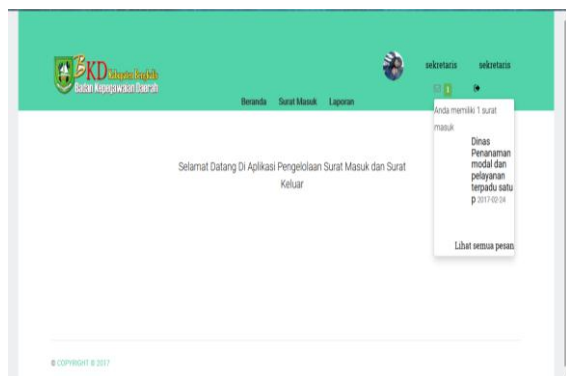 BKD Kabupaten Bengkalis
Badan Kepegawaian Daerah
sekretaris sekretaris
1
Beranda Surat Masuk Laporan
Anda memiliki 1 surat
masuk
Dinas
Penanaman
modal dan
pelayanan
terpadu satu
p 2017-02-24
Lihat semua pesan
Selamat Datang Di Aplikasi Pengelolaan Surat Masuk dan Surat
Keluar
© COPYRIGHT © 2017